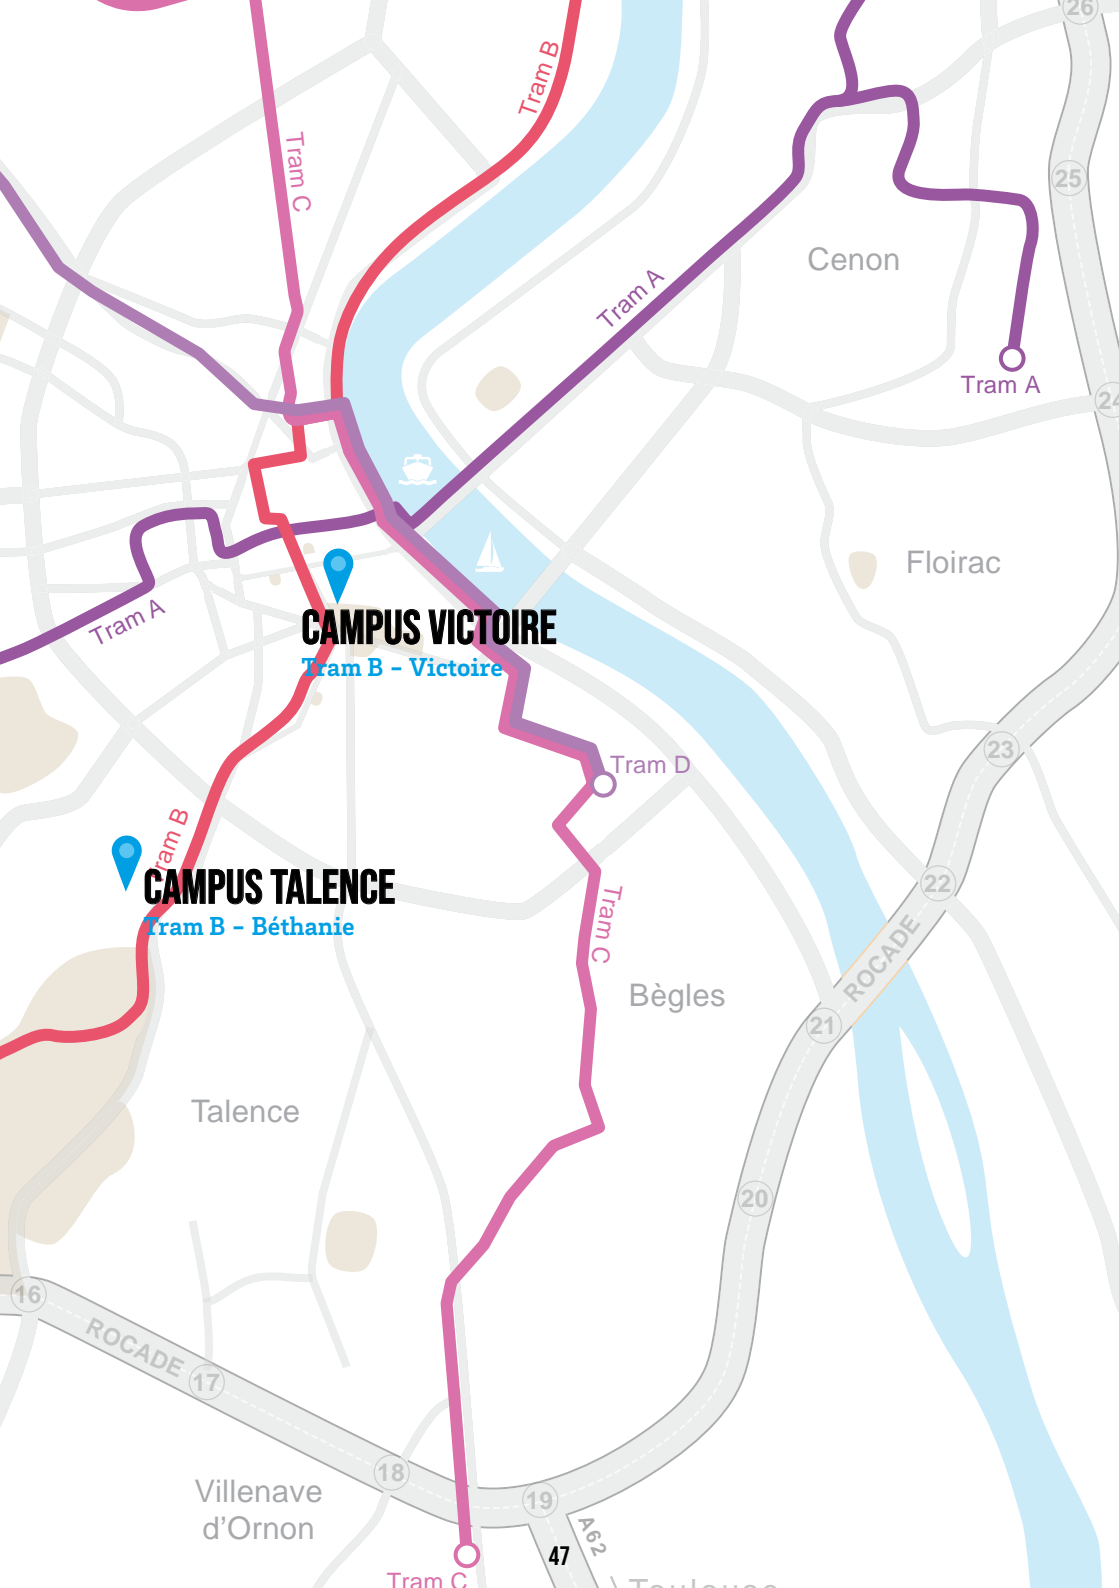 26
Tram B
Tram C
25
Cenon
Tram A
Tram A
24
Floirac
Tram A
CAMPUS VICTOIRE
Tram B – Victoire
23
Tram D
Tram B
CAMPUS TALENCE
Tram B – Béthanie
22
Tram C
ROCADE
Bègles
21
Talence
20
16
ROCADE
17
18
Villenave
d'Ornon
19
A62
47
Tram C
Toulouse